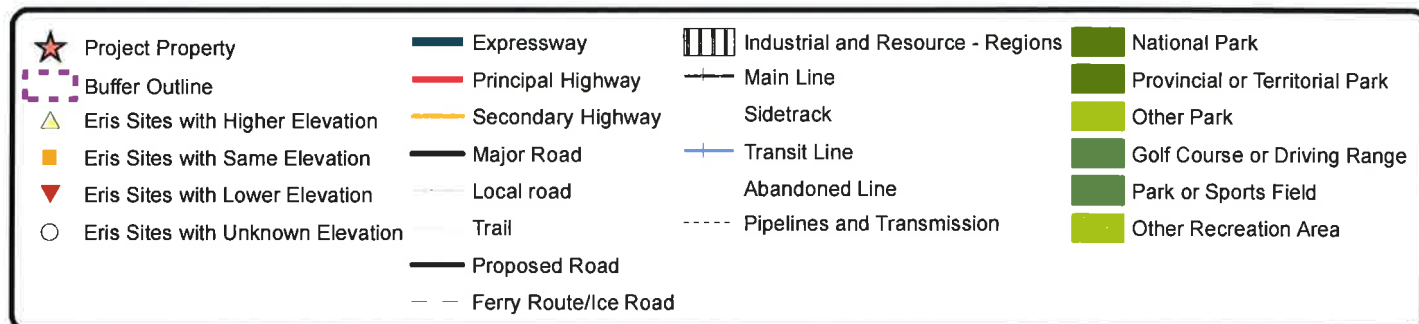 Project Property
Buffer Outline
Eris Sites with Higher Elevation
Eris Sites with Same Elevation
Eris Sites with Lower Elevation
Eris Sites with Unknown Elevation
Expressway
Principal Highway
Secondary Highway
Major Road
Local road
Trail
Proposed Road
Ferry Route/Ice Road
Industrial and Resource - Regions
Main Line
Sidetrack
Transit Line
Abandoned Line
Pipelines and Transmission
National Park
Provincial or Territorial Park
Other Park
Golf Course or Driving Range
Park or Sports Field
Other Recreation Area